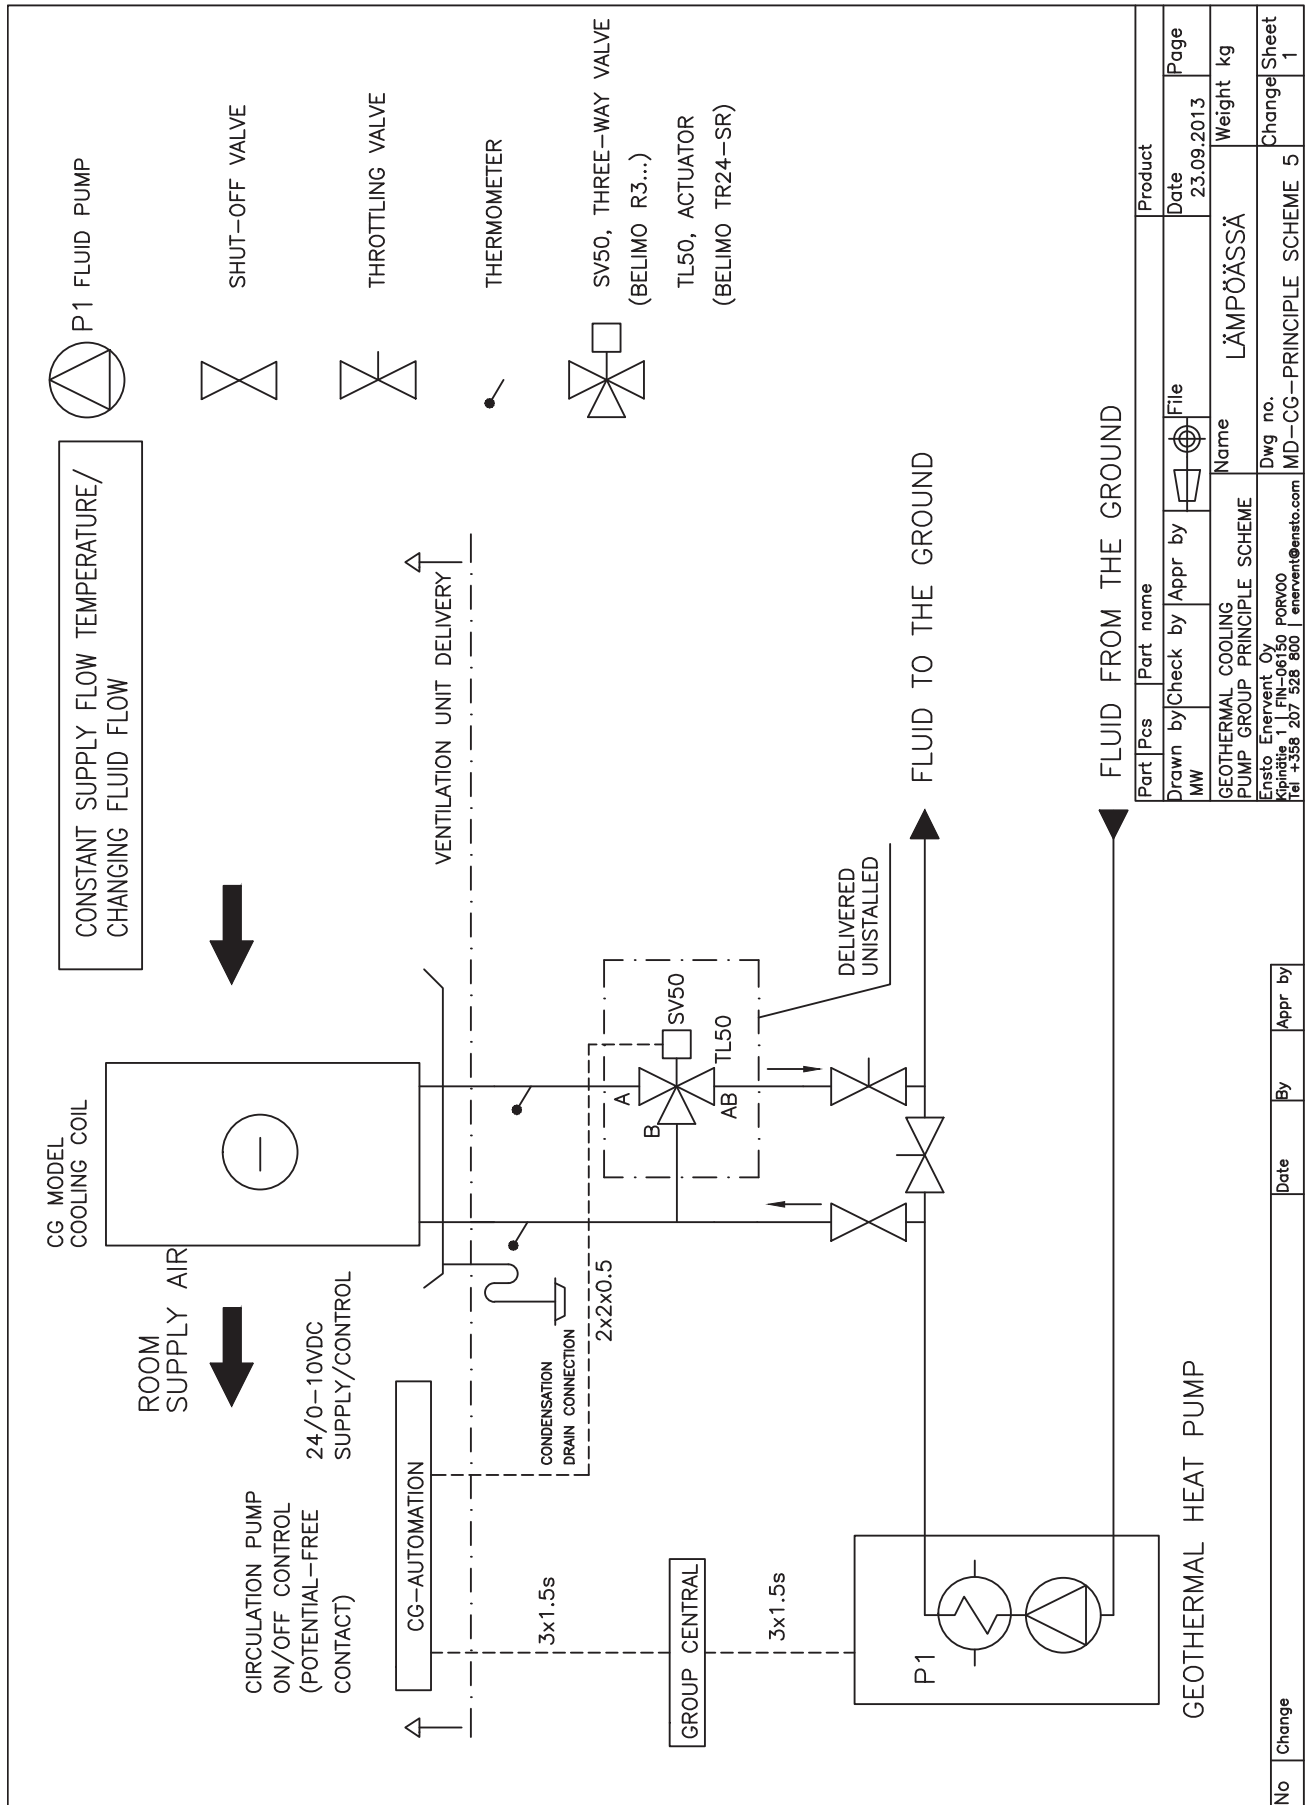 CG MODEL
COOLING COIL
CONSTANT SUPPLY FLOW TEMPERATURE/
CHANGING FLUID FLOW
P1 FLUID PUMP
SHUT-OFF VALVE
THROTTLING VALVE
THERMOMETER
SV50, THREE-WAY VALVE
(BELIMO R3...)
TL50, ACTUATOR
(BELIMO TR24-SR)
ROOM
SUPPLY AIR
CIRCULATION PUMP
ON/OFF CONTROL
(POTENTIAL-FREE
CONTACT)
24/0-10VDC
SUPPLY/CONTROL
CG-AUTOMATION
VENTILATION UNIT DELIVERY
CONDENSATION
DRAIN CONNECTION
2x2x0.5
3x1.5s
GROUP CENTRAL
3x1.5s
A
B
AB
SV50
TL50
DELIVERED
UNISTALLED
FLUID TO THE GROUND
P1
FLUID FROM THE GROUND
GEOTHERMAL HEAT PUMP
Part Pcs Part name Product
Drawn by Check by Appr by File Date Page
MW 23.09.2013
GEOTHERMAL COOLING
PUMP GROUP PRINCIPLE SCHEME
Name
LÄMPÖÄSSÄ
Weight kg
Ensto Enervent Oy
Kipinätie 1 | FIN-06150 PORVOO
Tel +358 207 528 800 | enervent@ensto.com
Dwg no.
MD-CG-PRINCIPLE SCHEME 5
Change Sheet
1
No Change Date By Appr by